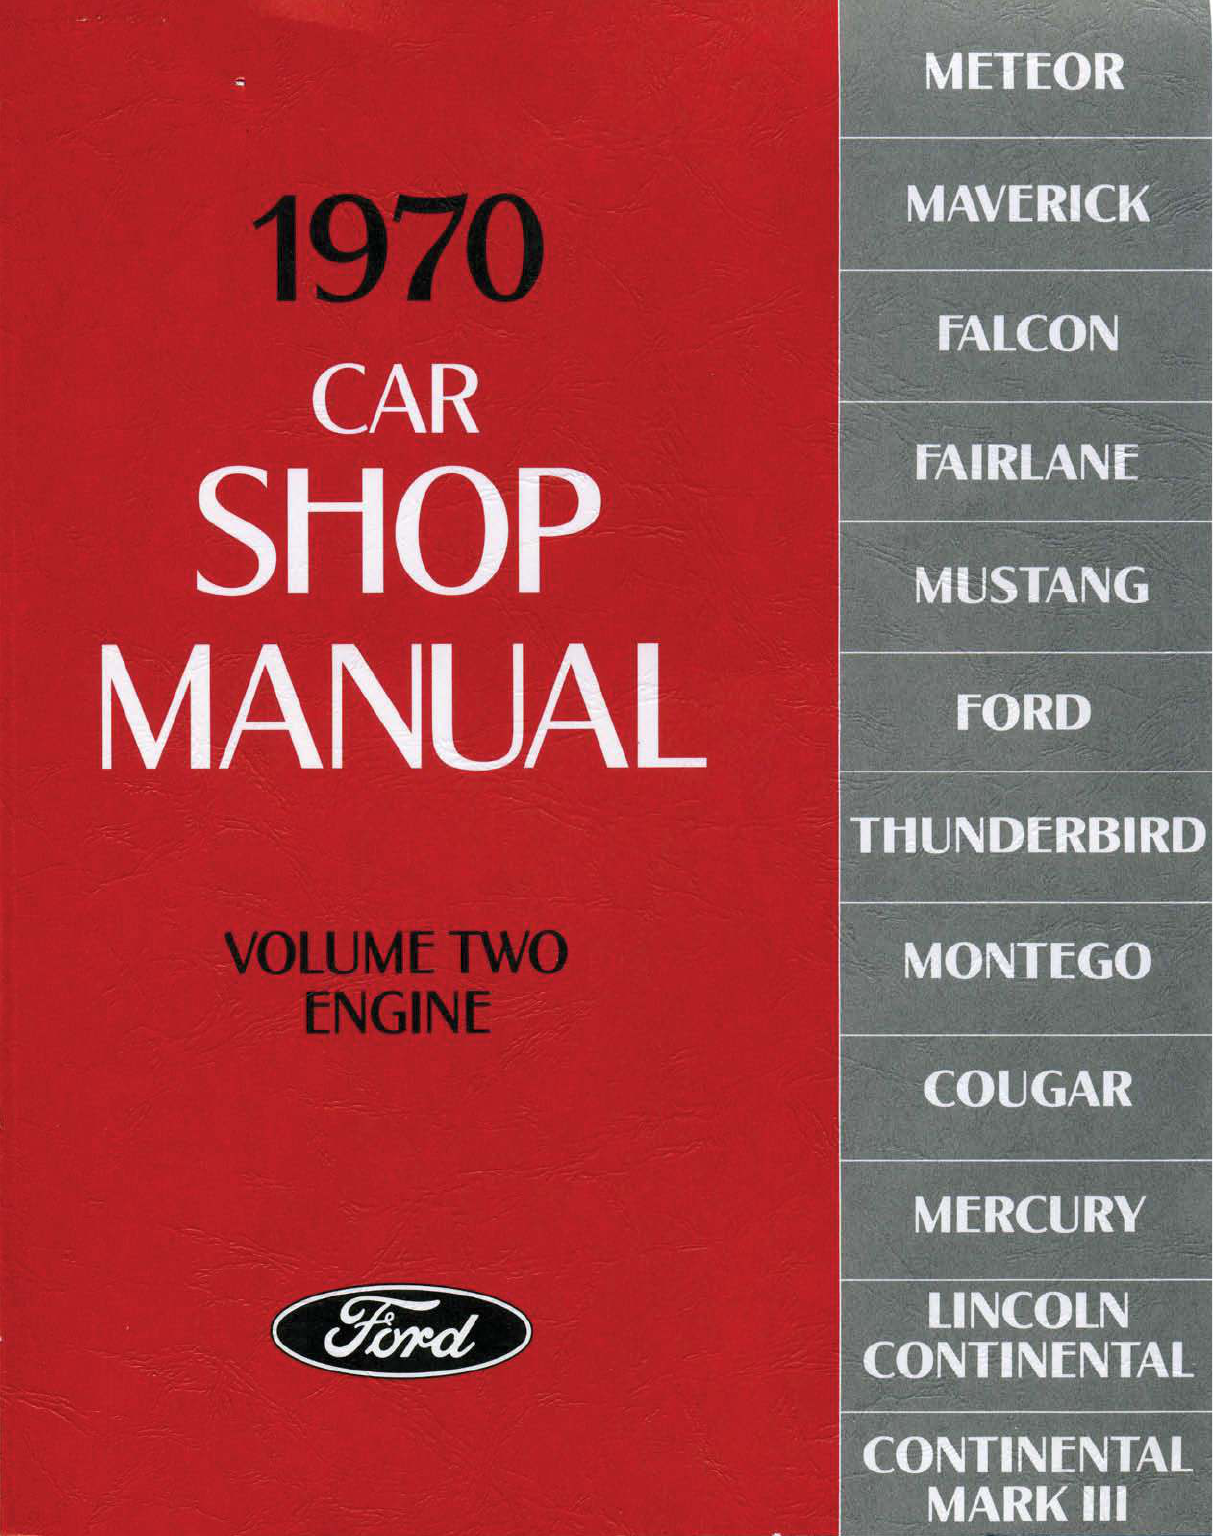 1970
CAR
SHOP
MANUAL
VOLUME TWO
ENGINE
Ford
METEOR
MAVERICK
FALCON
FAIRLANE
MUSTANG
FORD
THUNDERBIRD
MONTEGO
COUGAR
MERCURY
LINCOLN
CONTINENTAL
CONTINENTAL
MARK III